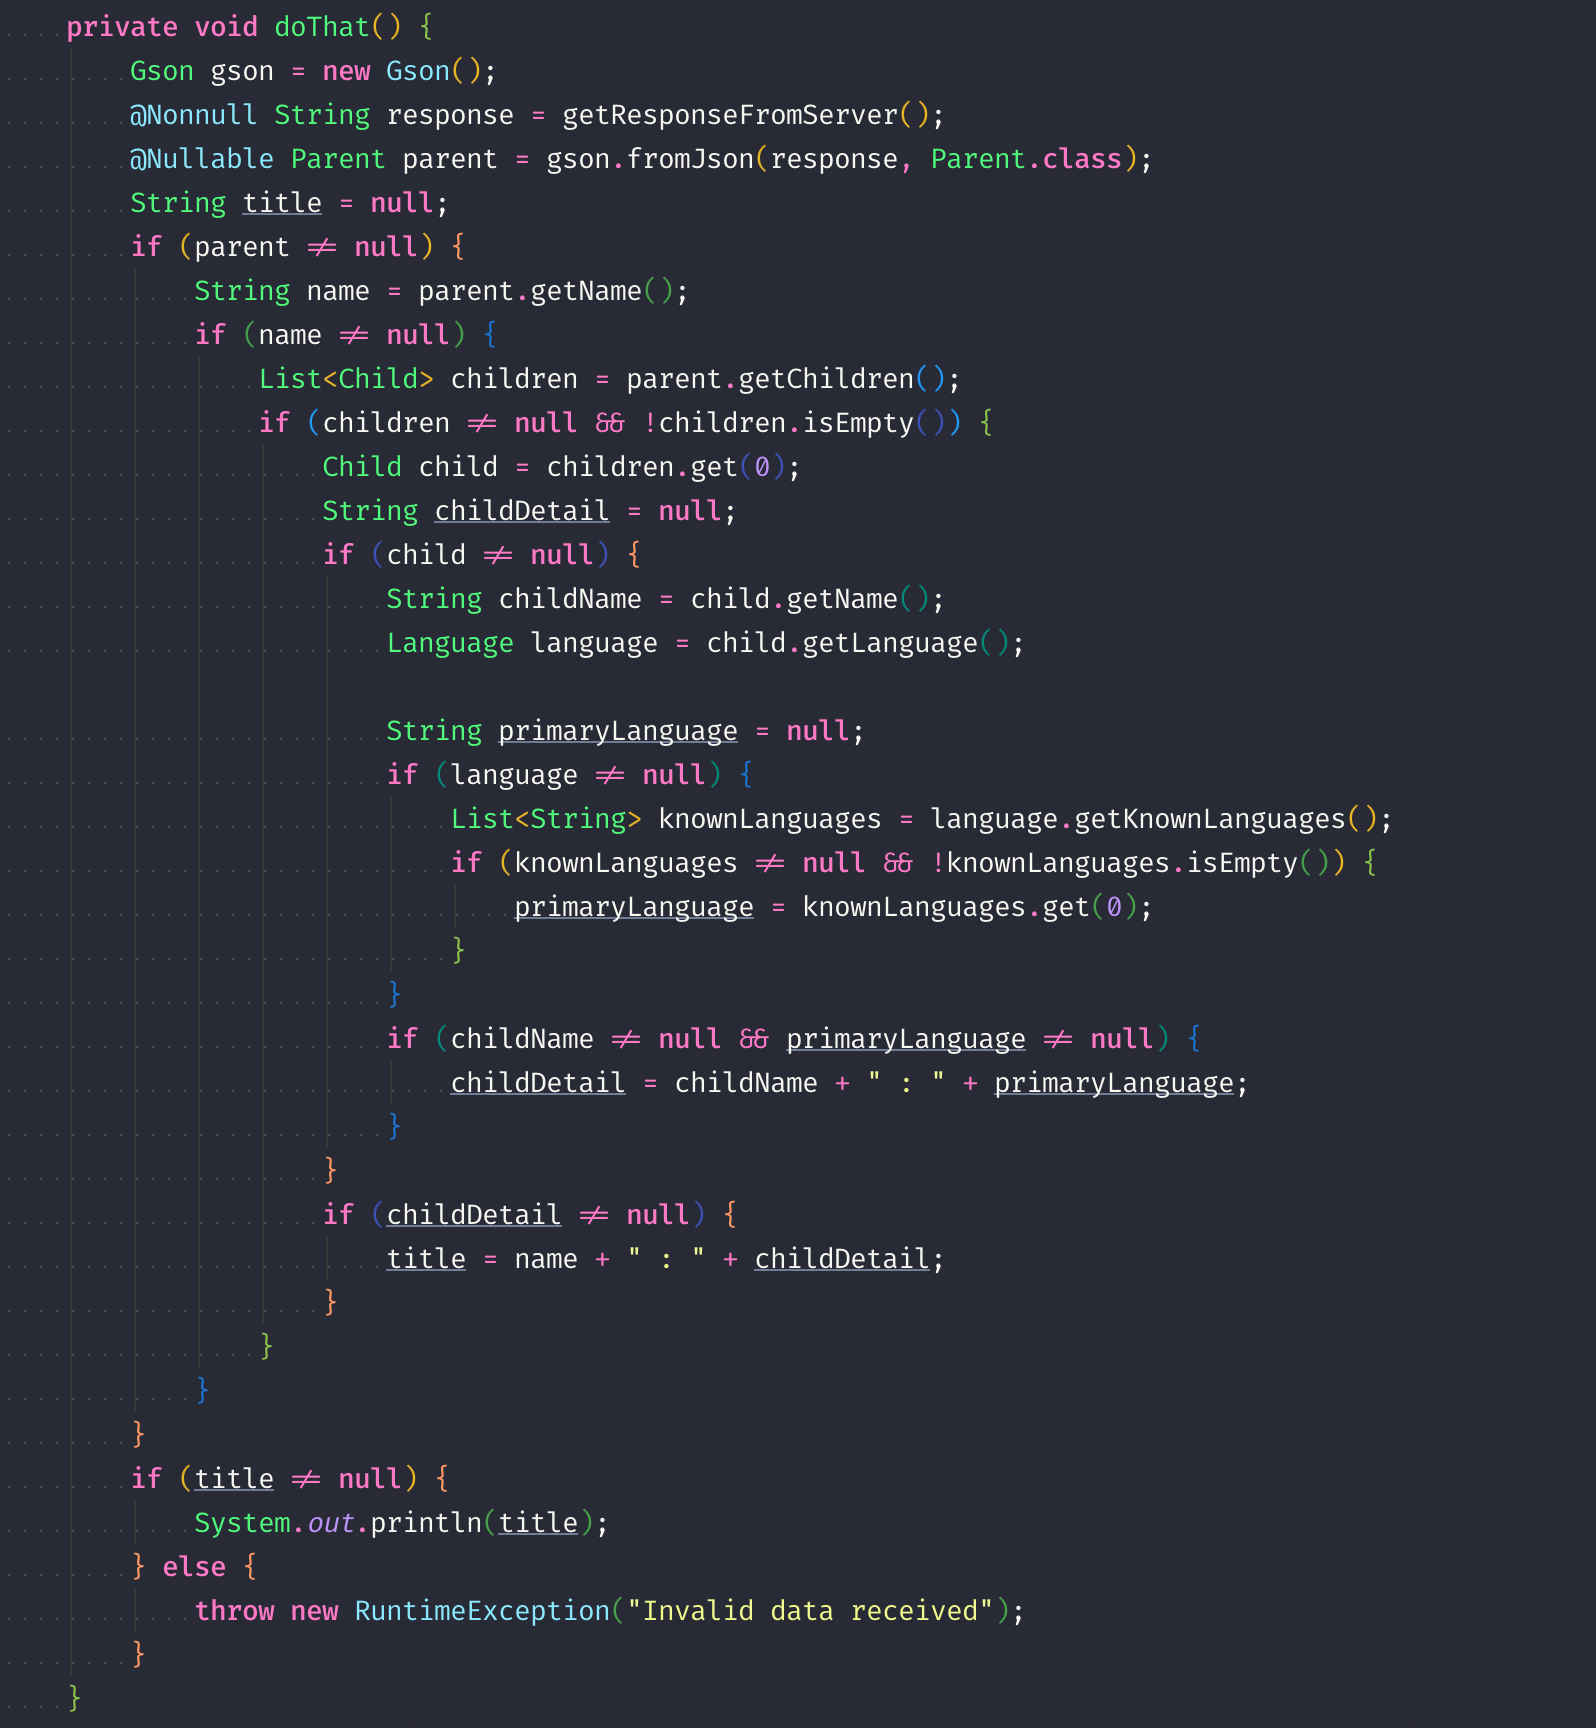 private void doThat() {
Gson gson = new Gson();
@Nonnull String response = getResponseFromServer();
@Nullable Parent parent = gson.fromJson(response, Parent.class);
String title = null;
if (parent != null) {
String name = parent.getName();
if (name != null) {
List<Child> children = parent.getChildren();
if (children != null && !children.isEmpty()) {
Child child = children.get(0);
String childDetail = null;
if (child != null) {
String childName = child.getName();
Language language = child.getLanguage();
String primaryLanguage = null;
if (language != null) {
List<String> knownLanguages = language.getKnownLanguages();
if (knownLanguages != null && !knownLanguages.isEmpty()) {
primaryLanguage = knownLanguages.get(0);
}
}
if (childName != null && primaryLanguage != null) {
childDetail = childName + " : " + primaryLanguage;
}
}
if (childDetail != null) {
title = name + " : " + childDetail;
}
}
}
}
if (title != null) {
System.out.println(title);
} else {
throw new RuntimeException("Invalid data received");
}
}